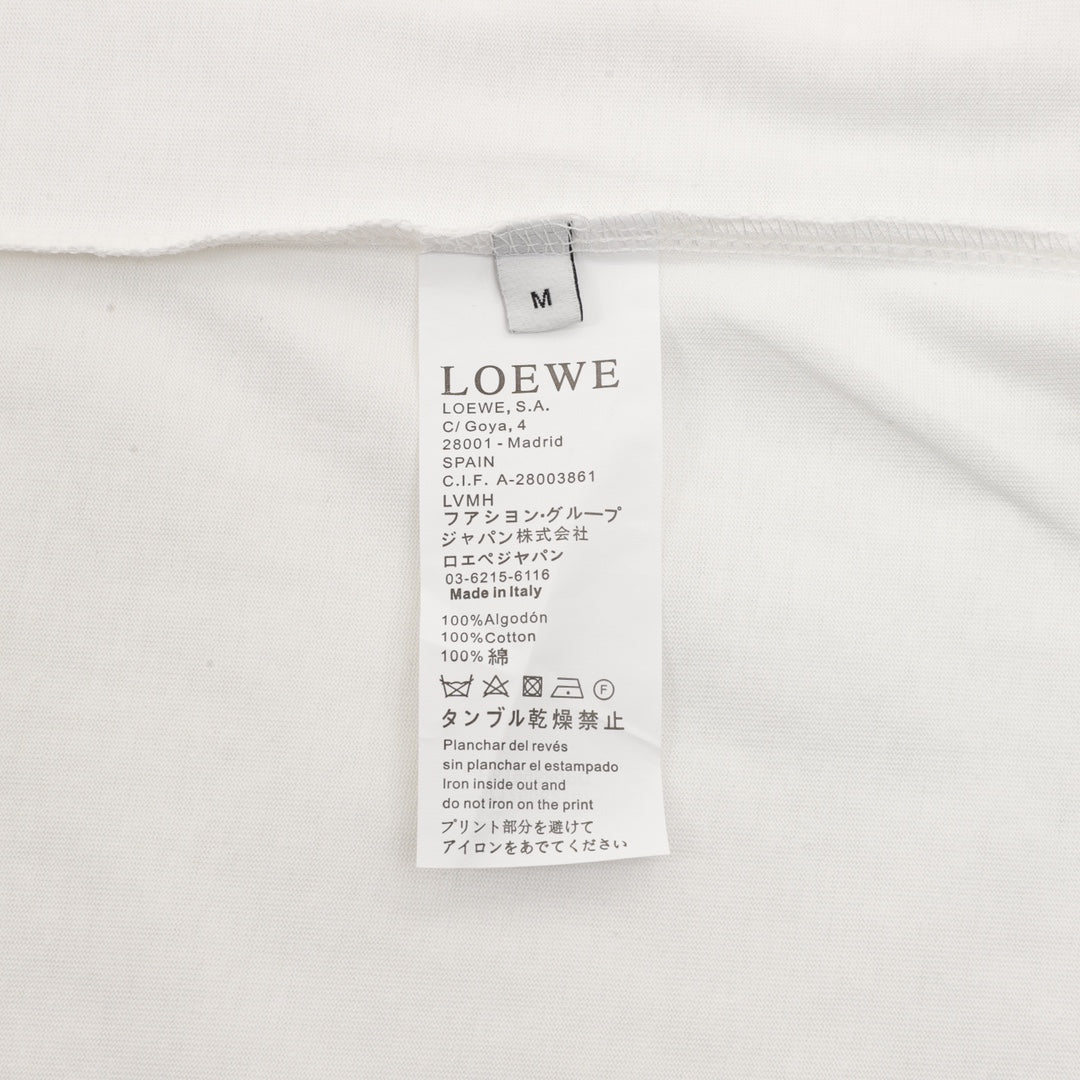 M
LOEWE
LOEWE, S.A.
C/ Goya, 4
28001 - Madrid
SPAIN
C.I.F. A-28003861
LVMH
フアシヨン·グループ
ジャパン株式会社
ロエペジヤパン
03-6215-6116
Made in Italy
100%Algodón
100%Cotton
100% 綿
F
タンブル乾燥禁止
Planchar del revés
sin planchar el estampado
Iron inside out and
do not iron on the print
プリント部分を避けて
アイロンをあでてください